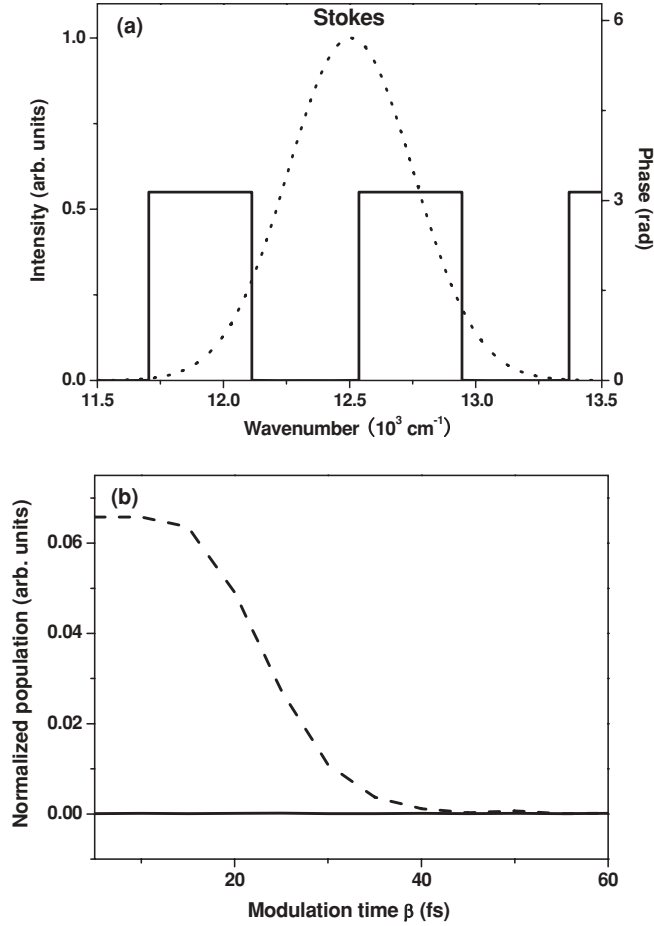 (a)
Stokes
Intensity (arb. units)
1.0
0.5
0.0
6
3
0
Phase (rad)
11.5 12.0 12.5 13.0 13.5
Wavenumber (10³ cm⁻¹)
(b)
Normalized population (arb. units)
0.06
0.04
0.02
0.00
20 40 60
Modulation time β (fs)